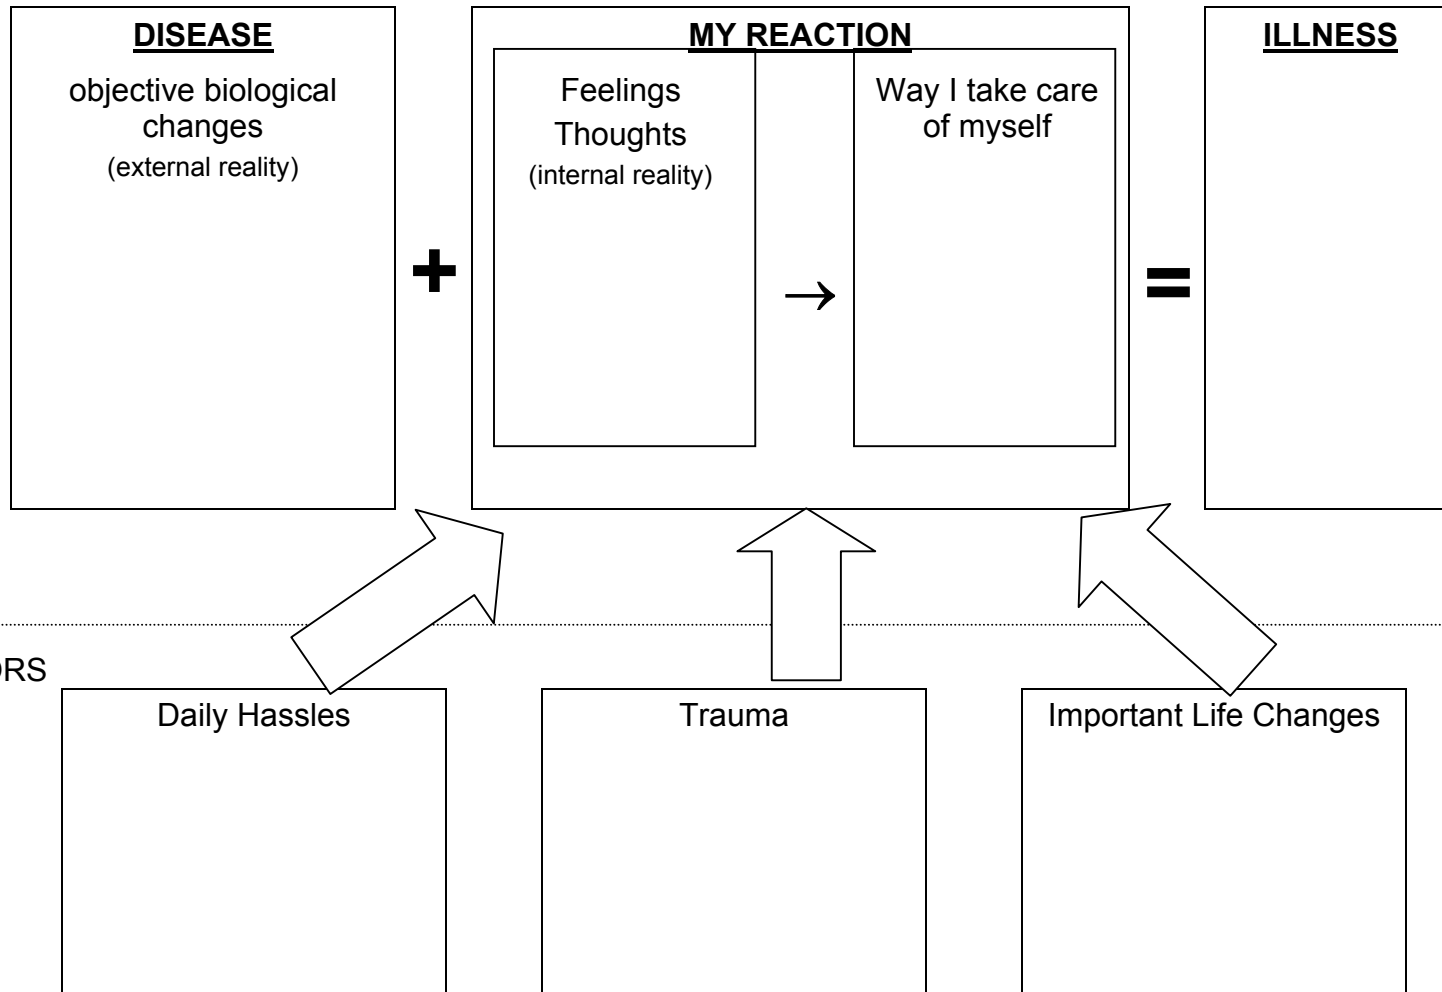 DISEASE
objective biological
changes
(external reality)
+
MY REACTION
Feelings
Thoughts
(internal reality)
→
Way I take care
of myself
=
ILLNESS
ORS
Daily Hassles
Trauma
Important Life Changes